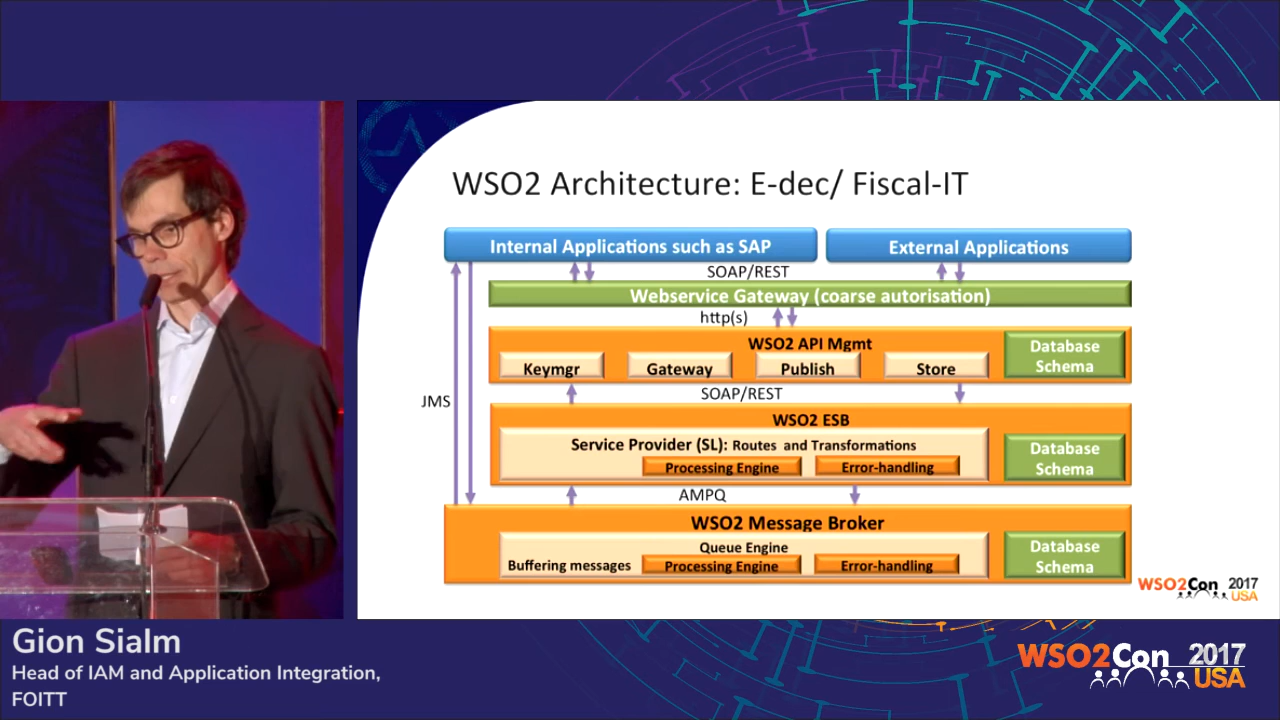 WSO2 Architecture: E-dec/ Fiscal-IT
Internal Applications such as SAP
External Applications
SOAP/REST
Webservice Gateway (coarse autorisation)
http(s)
WSO2 API Mgmt
Keymgr
Gateway
Publish
Store
Database
Schema
JMS
SOAP/REST
WSO2 ESB
Service Provider (SL): Routes and Transformations
Processing Engine
Error-handling
Database
Schema
AMPQ
WSO2 Message Broker
Queue Engine
Buffering messages
Processing Engine
Error-handling
Database
Schema
WSO2Con 2017
USA
Gion Sialm
Head of IAM and Application Integration,
FOITT
WSO2Con 2017
USA